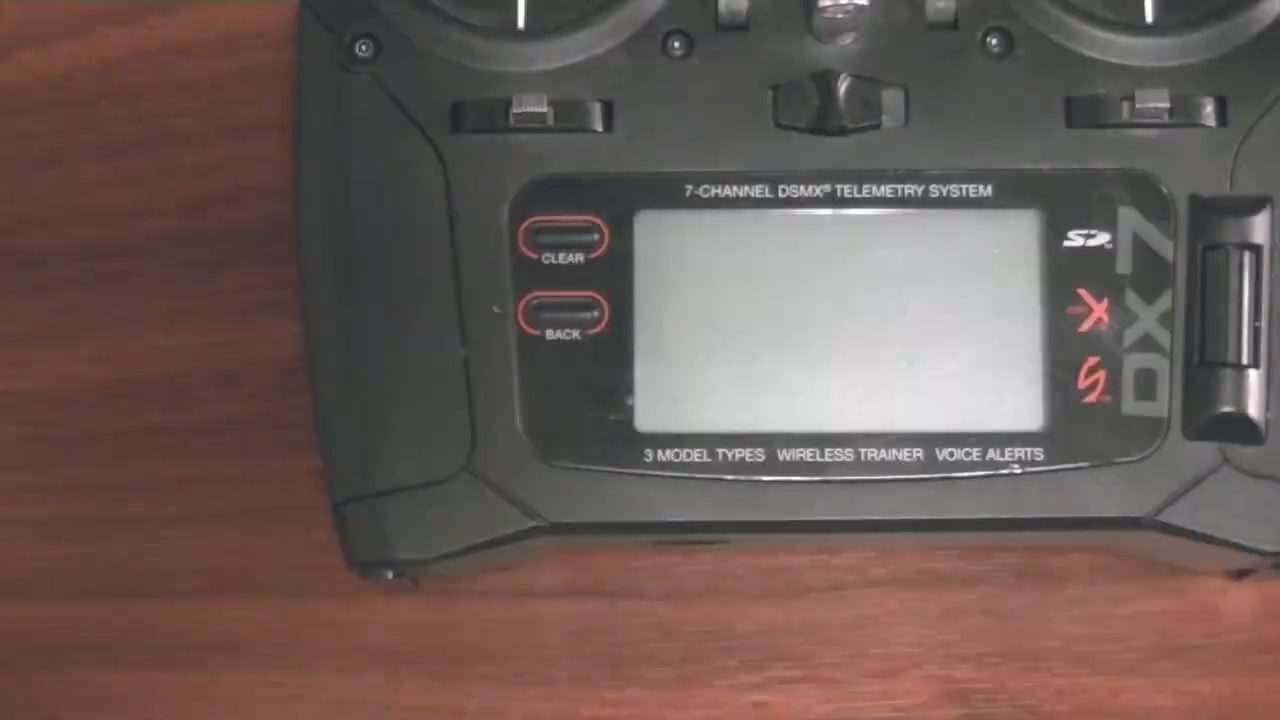 7-CHANNEL DSMX® TELEMETRY SYSTEM
CLEAR
BACK
SD
X
DX7
3 MODEL TYPES WIRELESS TRAINER VOICE ALERTS